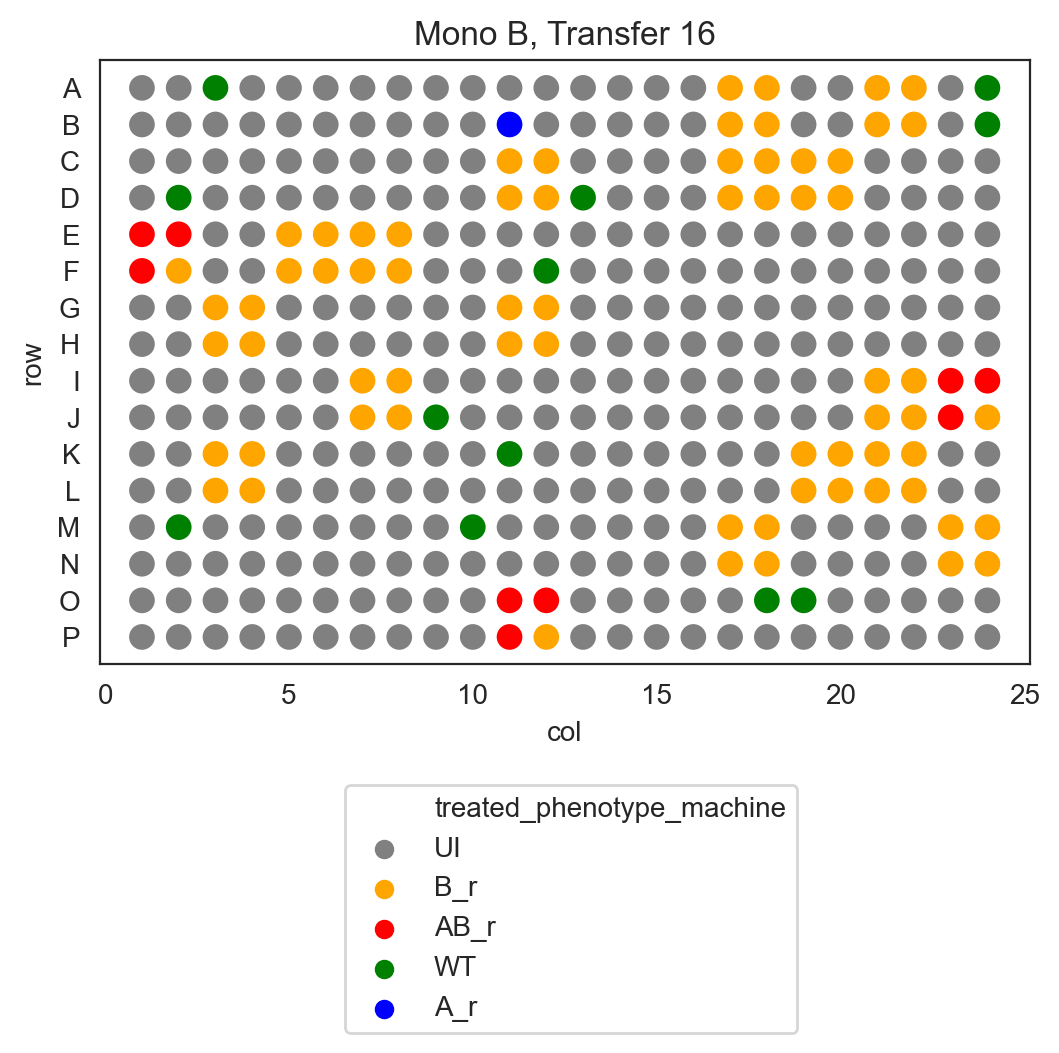 Mono B, Transfer 16
A
B
C
D
E
F
G
H
I
J
K
L
M
N
O
P
row
0 5 10 15 20 25
col
treated_phenotype_machine
UI
B_r
AB_r
WT
A_r